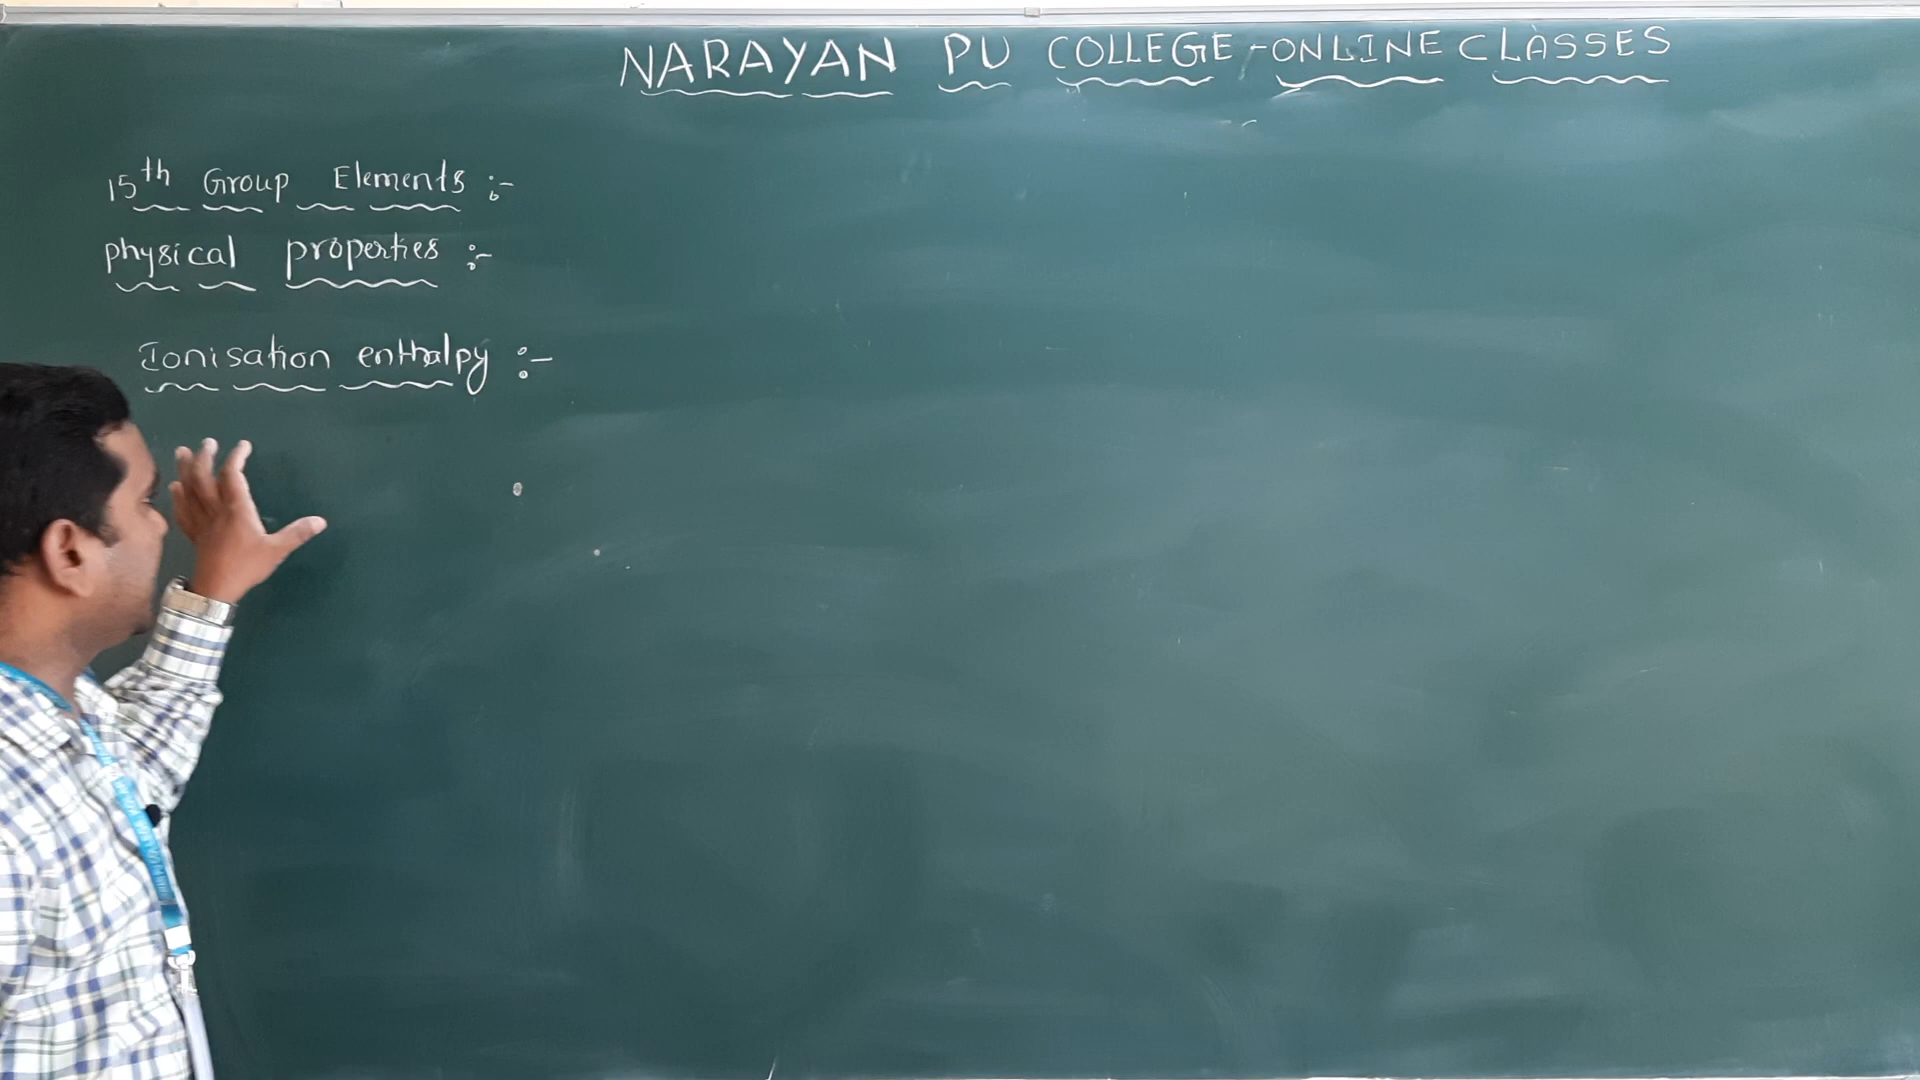 NARAYAN PU COLLEGE - ONLINE CLASSES
15th Group Elements :-
physical properties :-
Ionisation enthalpy :-